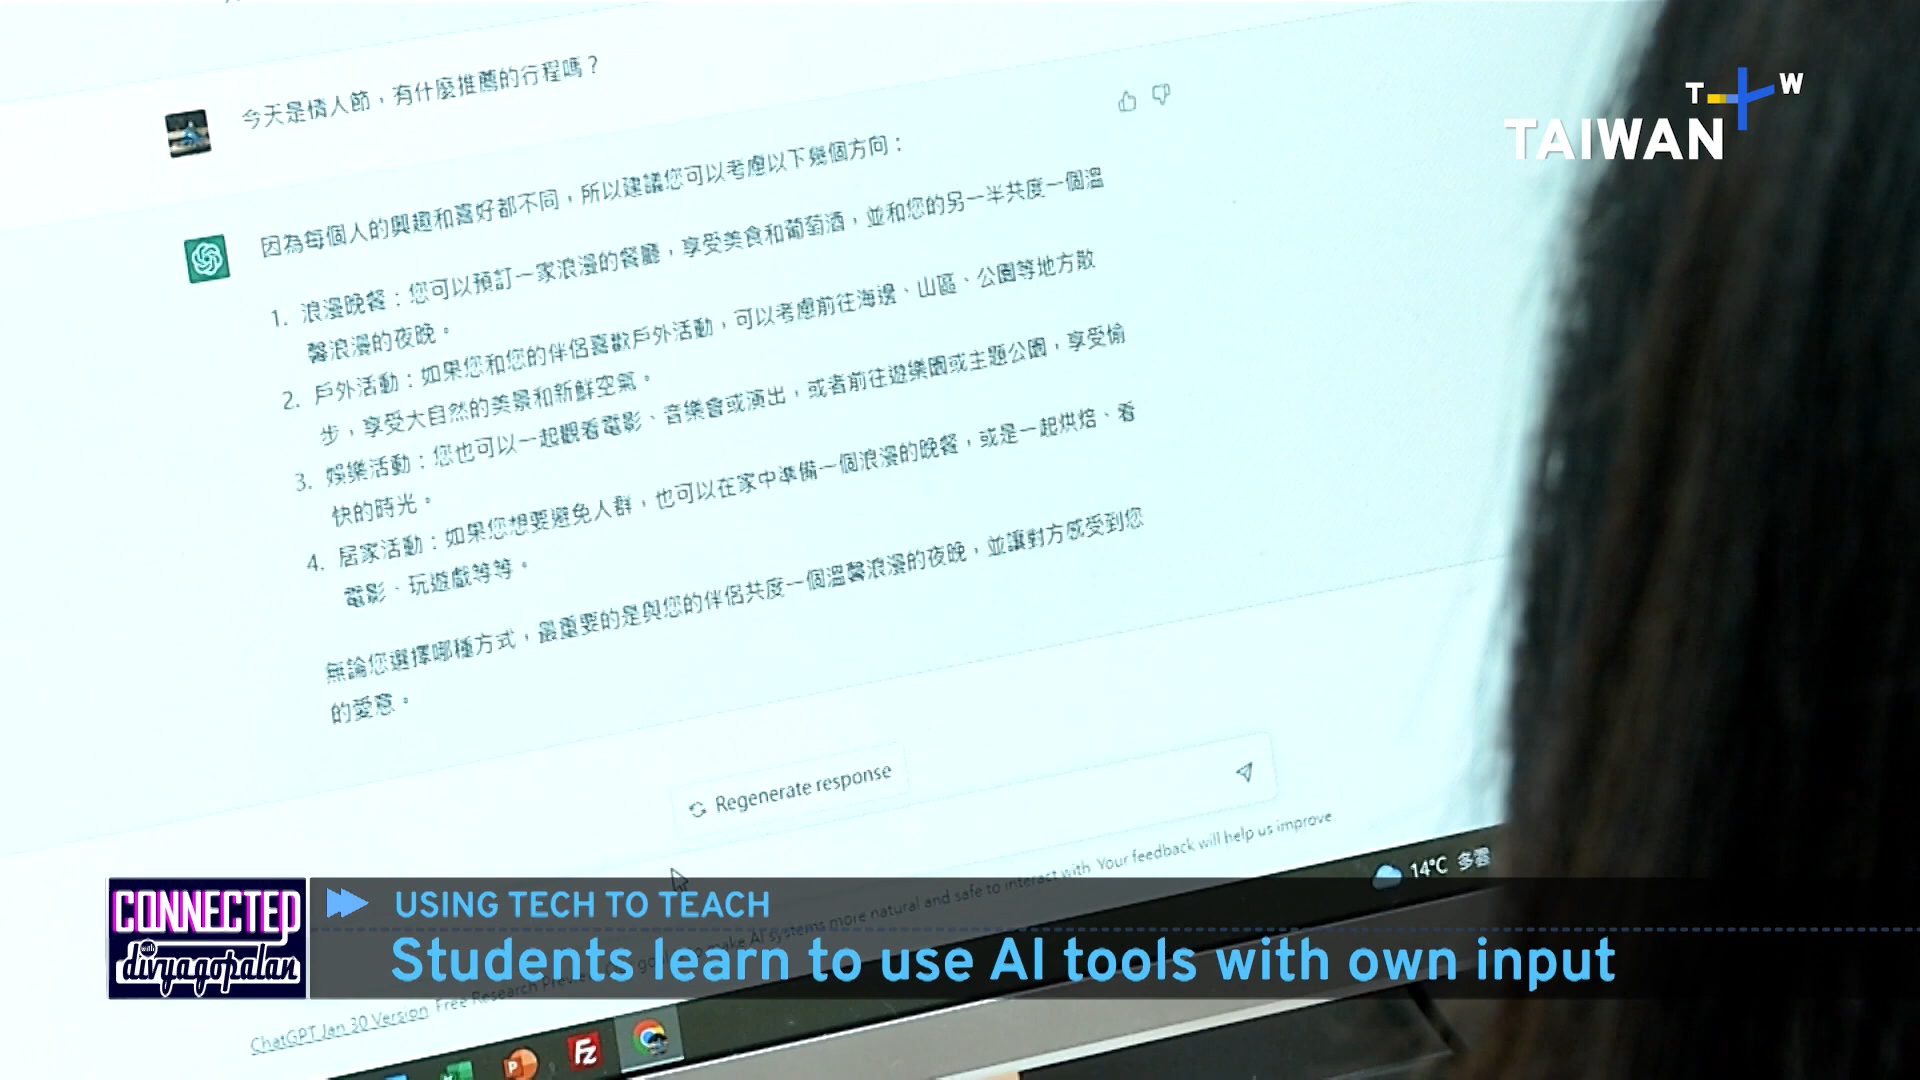 今天是情人節，有什麼推薦的行程嗎？
因為每個人的興趣和喜好都不同，所以建議您可以考慮以下幾個方向：
1. 浪漫晚餐：您可以預訂一家浪漫的餐廳，享受美食和葡萄酒，並和您的另一半共度一個溫
馨浪漫的夜晚。
2. 戶外活動：如果您和您的伴侶喜歡戶外活動，可以考慮前往海邊、山區、公園等地方散
步，享受大自然的美景和新鮮空氣。
3. 娛樂活動：您也可以一起觀看電影、音樂會或演出，或者前往遊樂園或主題公園，享受愉
快的時光。
4. 居家活動：如果您想要避免人群，也可以在家中準備一個浪漫的晚餐，或是一起烘焙、看
電影、玩遊戲等等。
無論您選擇哪種方式，最重要的是與您的伴侶共度一個溫馨浪漫的夜晚，並讓對方感受到您
的愛意。
Regenerate response
ChatGPT Jan 30 Version. Free Research Preview. make AI systems more natural and safe to interact with. Your feedback will help us improve
14°C 多雲
T W
TAIWAN
CONNECTED
with
divyagopalan
USING TECH TO TEACH
Students learn to use AI tools with own input
P
Fz